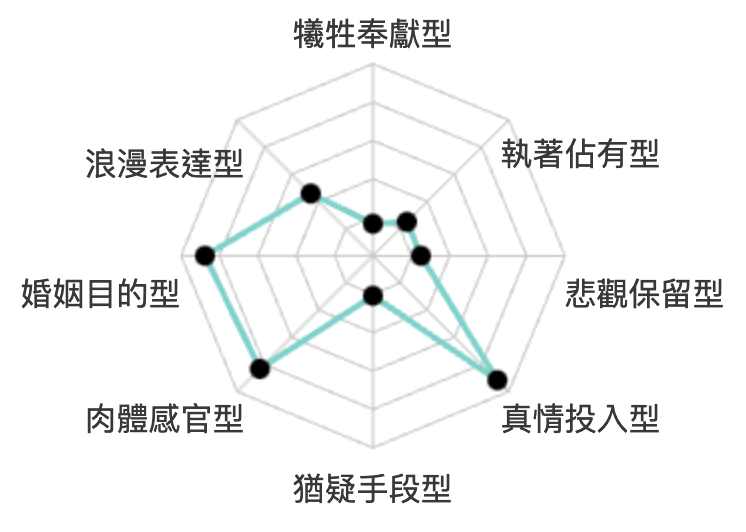 犧牲奉獻型
執著佔有型
浪漫表達型
婚姻目的型
悲觀保留型
肉體感官型
真情投入型
猶疑手段型